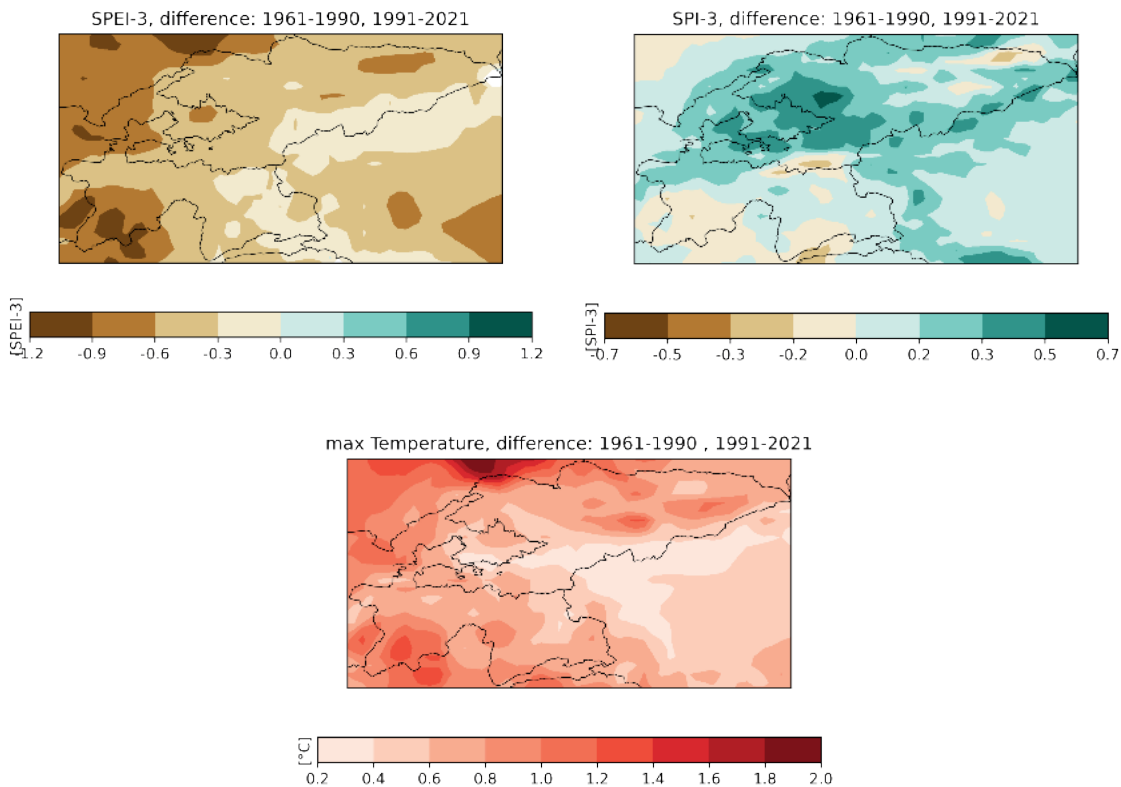 SPEI-3, difference: 1961-1990, 1991-2021
SPI-3, difference: 1961-1990, 1991-2021
[SPEI-3]
-1.2 -0.9 -0.6 -0.3 0.0 0.3 0.6 0.9 1.2
[SPI-3]
-0.7 -0.5 -0.3 -0.2 0.0 0.2 0.3 0.5 0.7
max Temperature, difference: 1961-1990 , 1991-2021
[°C]
0.2 0.4 0.6 0.8 1.0 1.2 1.4 1.6 1.8 2.0